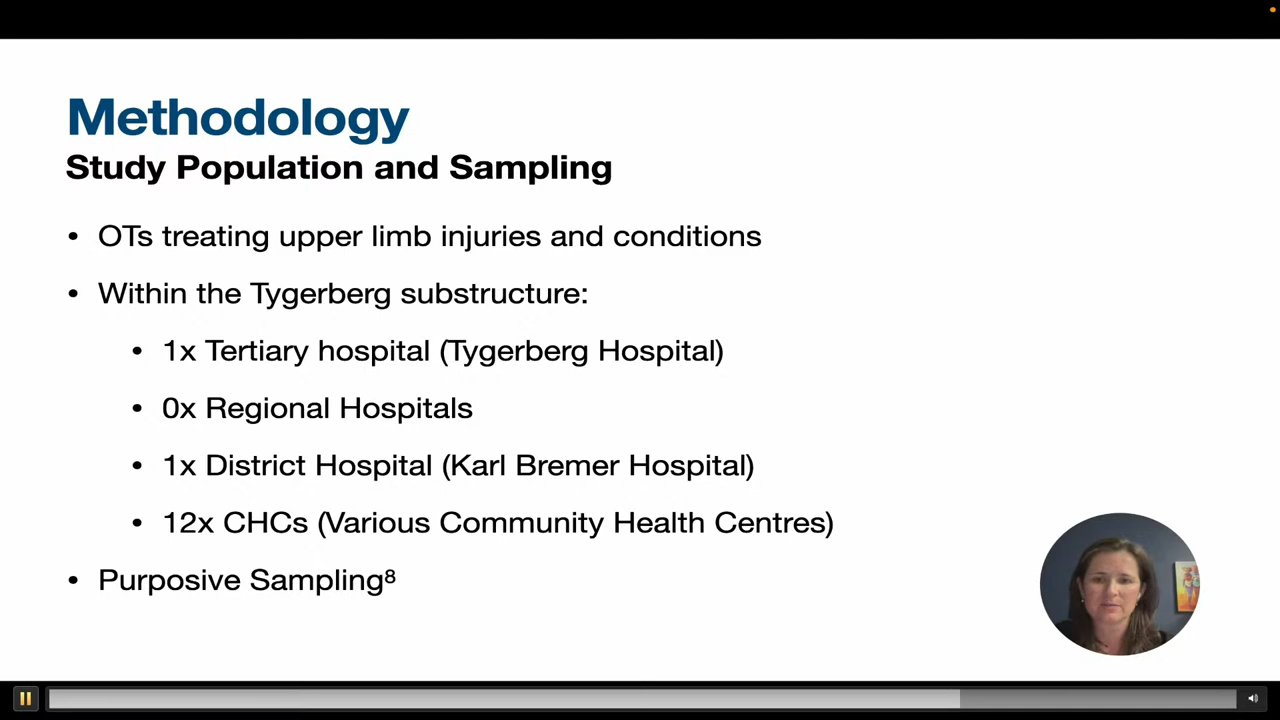 Methodology
Study Population and Sampling
• OTs treating upper limb injuries and conditions
• Within the Tygerberg substructure:
• 1x Tertiary hospital (Tygerberg Hospital)
• 0x Regional Hospitals
• 1x District Hospital (Karl Bremer Hospital)
• 12x CHCs (Various Community Health Centres)
• Purposive Sampling⁸